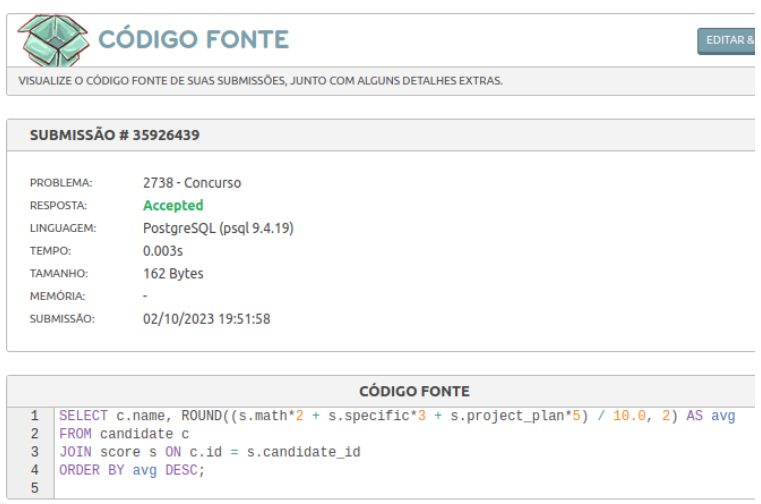 CÓDIGO FONTE
EDITAR &
VISUALIZE O CÓDIGO FONTE DE SUAS SUBMISSÕES, JUNTO COM ALGUNS DETALHES EXTRAS.
SUBMISSÃO # 35926439
PROBLEMA: 2738 - Concurso
RESPOSTA: Accepted
LINGUAGEM: PostgreSQL (psql 9.4.19)
TEMPO: 0.003s
TAMANHO: 162 Bytes
MEMÓRIA: -
SUBMISSÃO: 02/10/2023 19:51:58
CÓDIGO FONTE
1 SELECT c.name, ROUND((s.math*2 + s.specific*3 + s.project_plan*5) / 10.0, 2) AS avg
2 FROM candidate c
3 JOIN score s ON c.id = s.candidate_id
4 ORDER BY avg DESC;
5